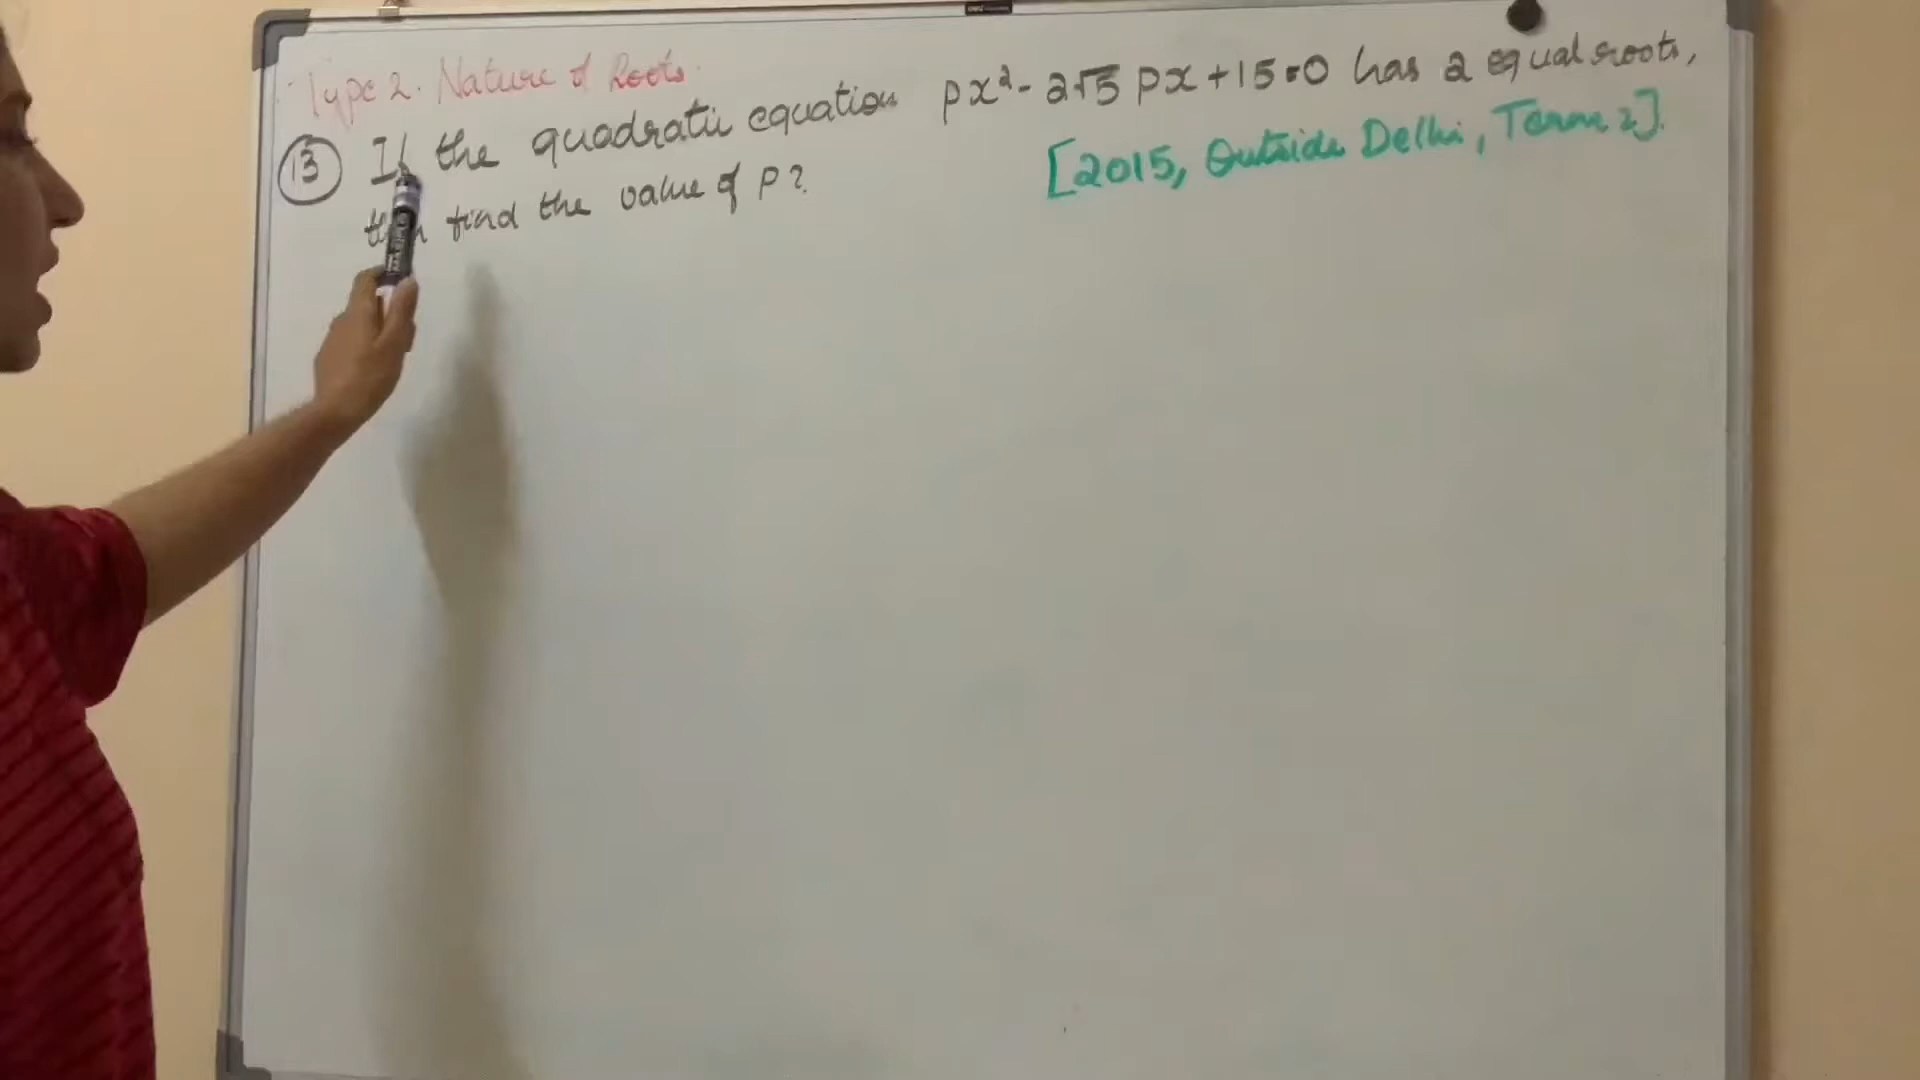 Type 2. Nature of Roots.
13 If the quadratic equation px²- 2√5 px +15=0 has 2 equal roots,
find the value of p?
[2015, Outside Delhi, Term 2].